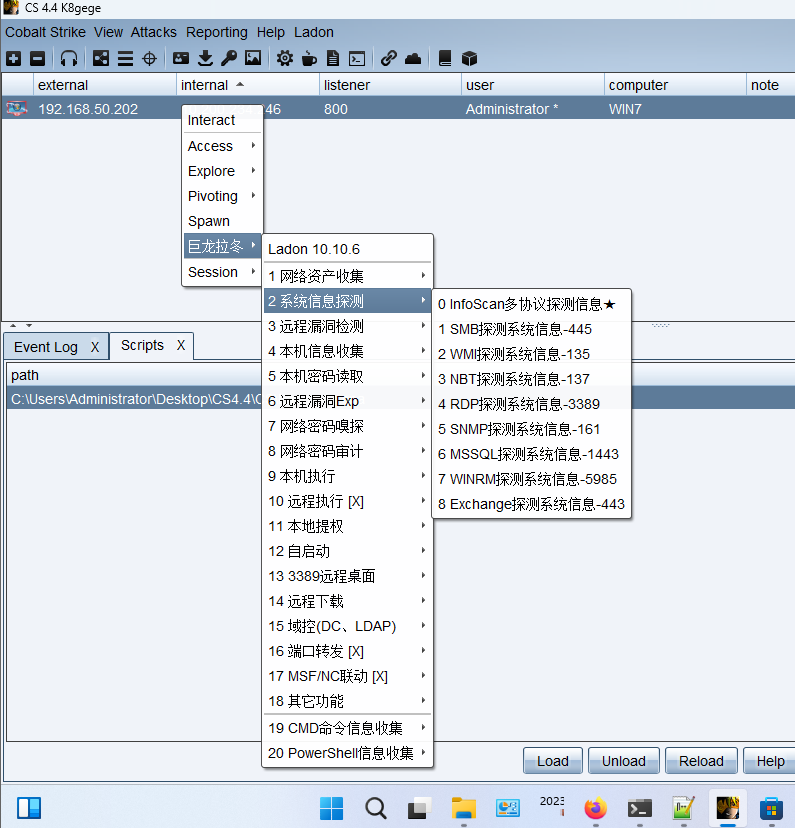 CS 4.4 K8gege
Cobalt Strike View Attacks Reporting Help Ladon
external internal listener user computer note
192.168.50.202 46 800 Administrator * WIN7
Interact
Access
Explore
Pivoting
Spawn
巨龙拉冬
Session
Ladon 10.10.6
1 网络资产收集
2 系统信息探测
3 远程漏洞检测
4 本机信息收集
5 本机密码读取
6 远程漏洞Exp
7 网络密码嗅探
8 网络密码审计
9 本机执行
10 远程执行 [X]
11 本地提权
12 自启动
13 3389远程桌面
14 远程下载
15 域控(DC、LDAP)
16 端口转发 [X]
17 MSF/NC联动 [X]
18 其它功能
19 CMD命令信息收集
20 PowerShell信息收集
0 InfoScan多协议探测信息★
1 SMB探测系统信息-445
2 WMI探测系统信息-135
3 NBT探测系统信息-137
4 RDP探测系统信息-3389
5 SNMP探测系统信息-161
6 MSSQL探测系统信息-1443
7 WINRM探测系统信息-5985
8 Exchange探测系统信息-443
Event Log X Scripts X
path
C:\Users\Administrator\Desktop\CS4.4\C
Load Unload Reload Help
2023